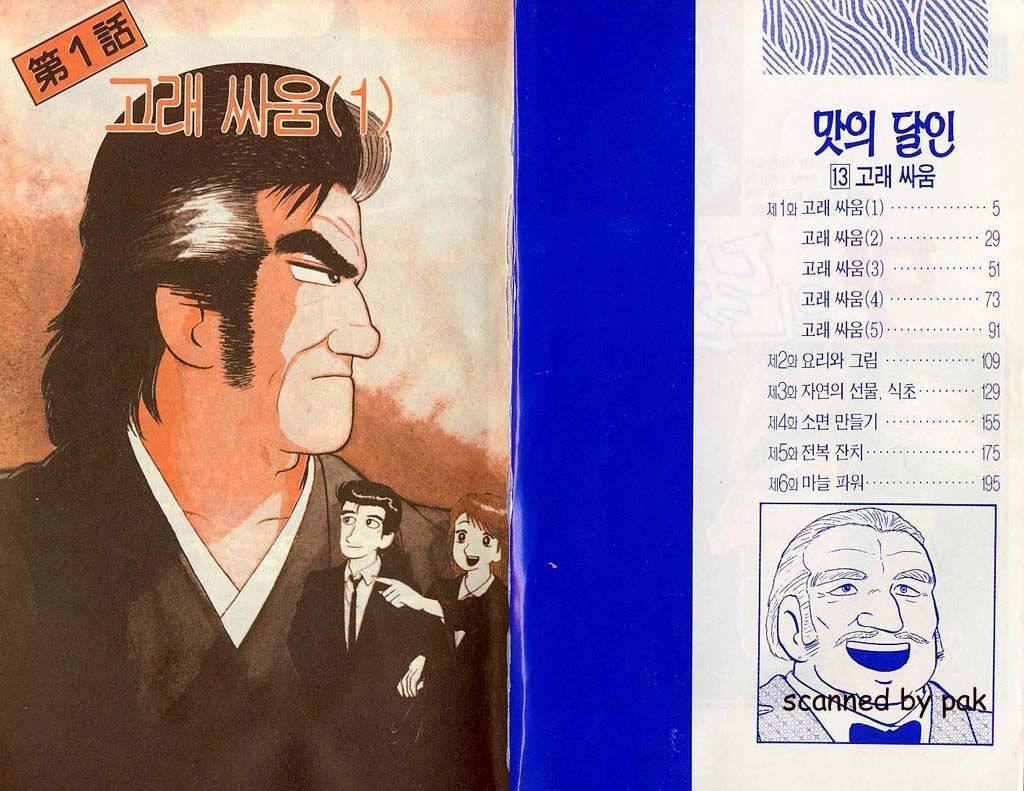 第1話
고래 싸움(1)
맛의 달인
13 고래 싸움
제1화 고래 싸움(1) ··············· 5
고래 싸움(2) ·············· 29
고래 싸움(3) ·············· 51
고래 싸움(4) ·············· 73
고래 싸움(5) ·············· 91
제2화 요리와 그림 ·············· 109
제3화 자연의 선물, 식초 ········· 129
제4화 소면 만들기 ·············· 155
제5화 전복 잔치 ················· 175
제6화 마늘 파워 ················· 195
scanned by pak